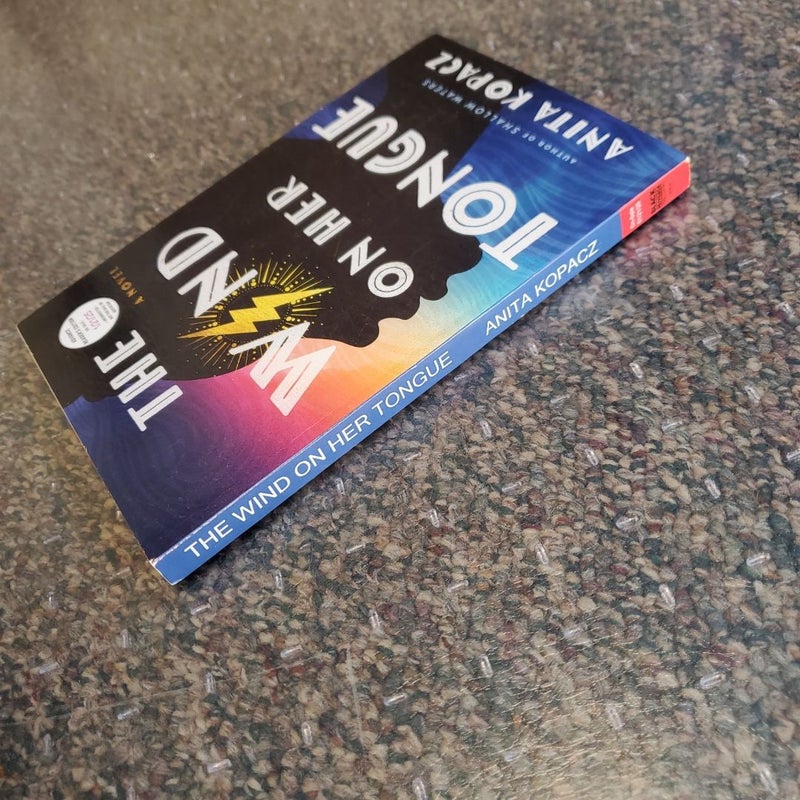 ANITA KOPACZ
AUTHOR OF SHALLOW WATERS
THE
WIND
ON HER
TONGUE
A NOVEL
THE WIND ON HER TONGUE ANITA KOPACZ
BLACK